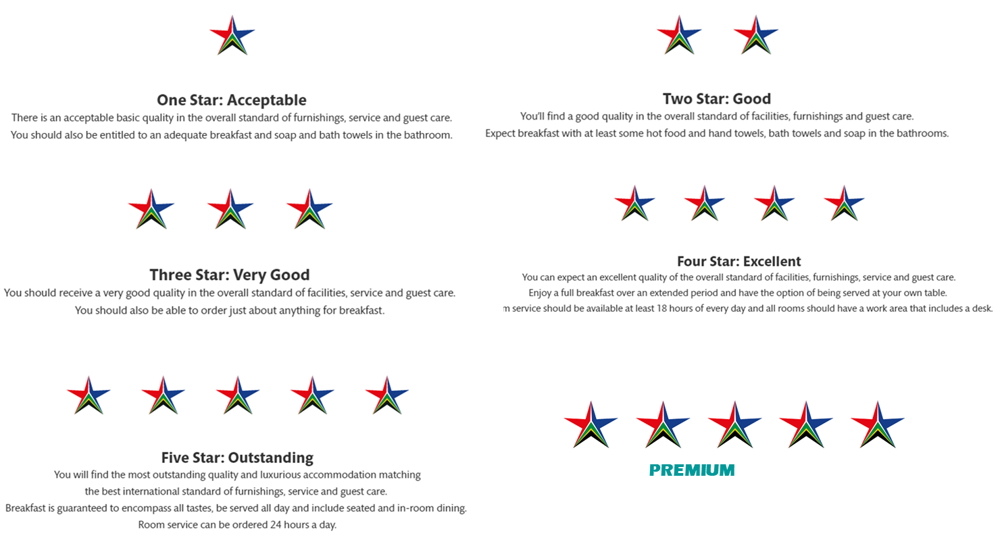 One Star: Acceptable
There is an acceptable basic quality in the overall standard of furnishings, service and guest care.
You should also be entitled to an adequate breakfast and soap and bath towels in the bathroom.
Two Star: Good
You'll find a good quality in the overall standard of facilities, furnishings and guest care.
Expect breakfast with at least some hot food and hand towels, bath towels and soap in the bathrooms.
Three Star: Very Good
You should receive a very good quality in the overall standard of facilities, service and guest care.
You should also be able to order just about anything for breakfast.
Four Star: Excellent
You can expect an excellent quality of the overall standard of facilities, furnishings, service and guest care.
Enjoy a full breakfast over an extended period and have the option of being served at your own table.
m service should be available at least 18 hours of every day and all rooms should have a work area that includes a desk.
Five Star: Outstanding
You will find the most outstanding quality and luxurious accommodation matching
the best international standard of furnishings, service and guest care.
Breakfast is guaranteed to encompass all tastes, be served all day and include seated and in-room dining.
Room service can be ordered 24 hours a day.
PREMIUM